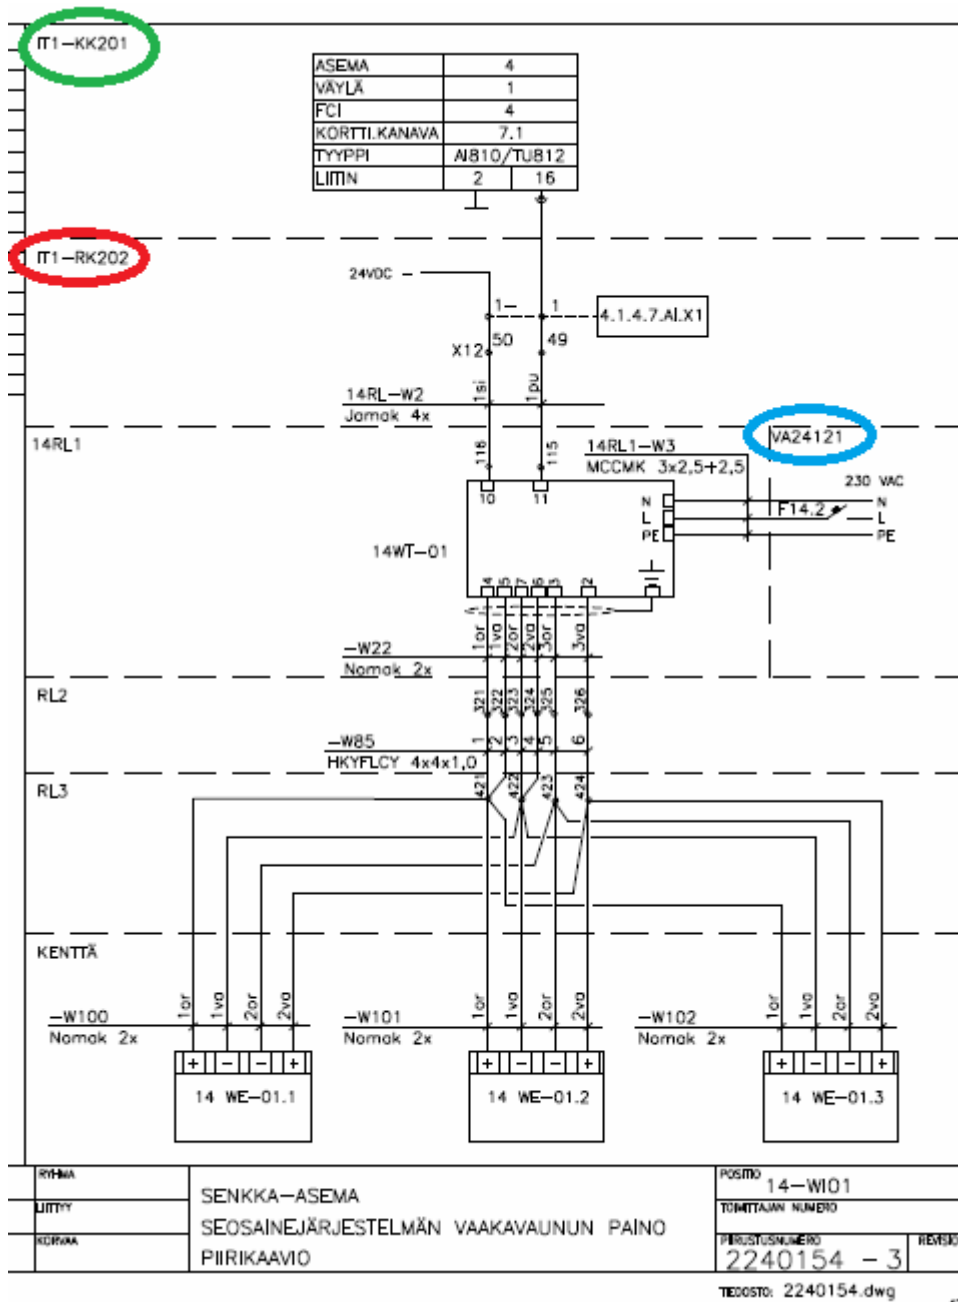 IT1-KK201
ASEMA 4
VÄYLÄ 1
FCI 4
KORTTI.KANAVA 7.1
TYYPPI AI810/TU812
LIITIN 2 16
IT1-RK202
24VDC -
1- 1
4.1.4.7.AI.X1
X12 50 49
1si 1pu
14RL-W2
Jamak 4x
14RL1
116 115
14RL1-W3
MCCMK 3x2,5+2,5
VA24121
230 VAC
10 11
N F14.2 N
L L
PE PE
14WT-01
4 5 7 6 3 2
1or 1va 2or 2va 3or 3va
-W22
Nomak 2x
RL2
321 322 323 324 325 326
-W85 1 2 3 4 5 6
HKYFLCY 4x4x1,0
RL3
421 422 423 424
KENTTÄ
1or 1va 2or 2va 1or 1va 2or 2va 1or 1va 2or 2va
-W100 -W101 -W102
Nomak 2x Nomak 2x Nomak 2x
+ - - + + - - + + - - +
14 WE-01.1 14 WE-01.2 14 WE-01.3
RYHMA
LIITTYY
KORVAA
SENKKA-ASEMA
SEOSAINEJÄRJESTELMÄN VAAKAVAUNUN PAINO
PIIRIKAAVIO
POSITIO
14-WI01
TOIMITTAJAN NUMERO
PIIRUSTUSNUMERO
2240154 - 3
TIEDOSTO: 2240154.dwg